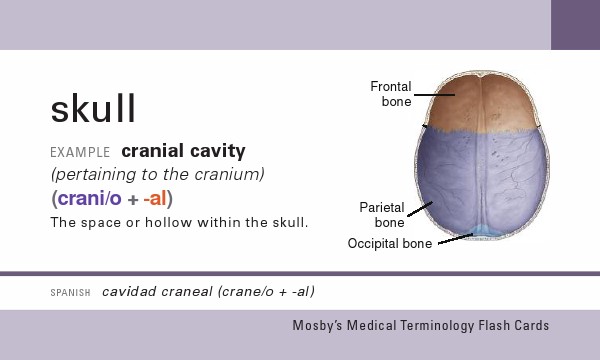 skull
EXAMPLE cranial cavity
(pertaining to the cranium)
(crani/o + -al)
The space or hollow within the skull.
Frontal
bone
Parietal
bone
Occipital bone
SPANISH cavidad craneal (crane/o + -al)
Mosby's Medical Terminology Flash Cards